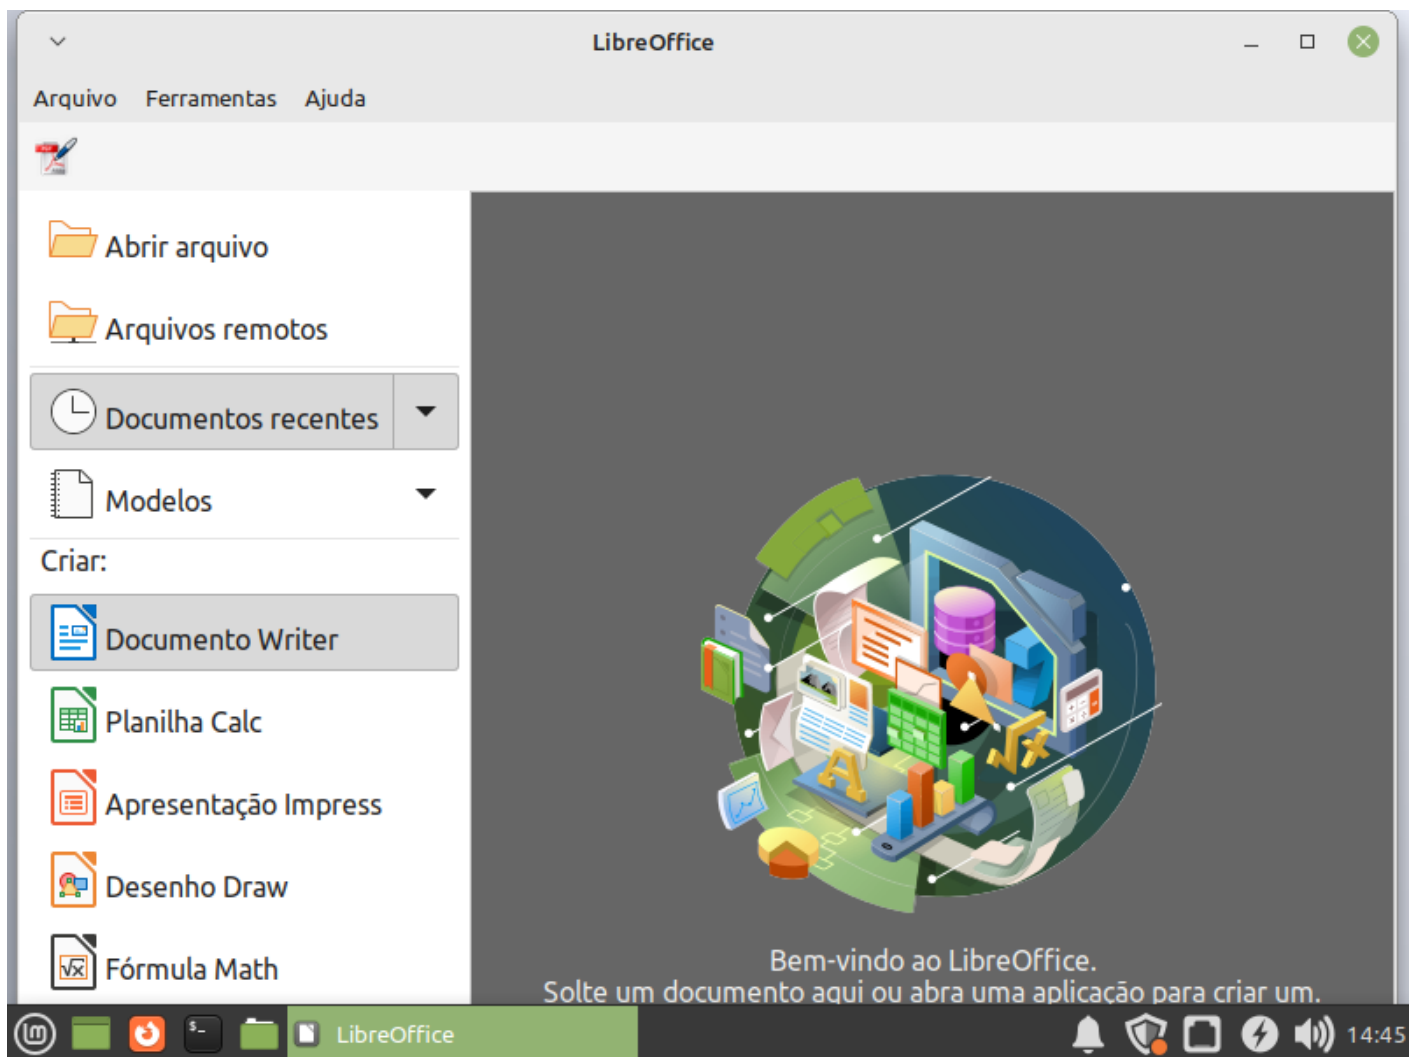 LibreOffice
Arquivo Ferramentas Ajuda
PDF
Abrir arquivo
Arquivos remotos
Documentos recentes
Modelos
Criar:
Documento Writer
Planilha Calc
Apresentação Impress
Desenho Draw
Fórmula Math
Bem-vindo ao LibreOffice.
Solte um documento aqui ou abra uma aplicação para criar um.
LibreOffice
14:45